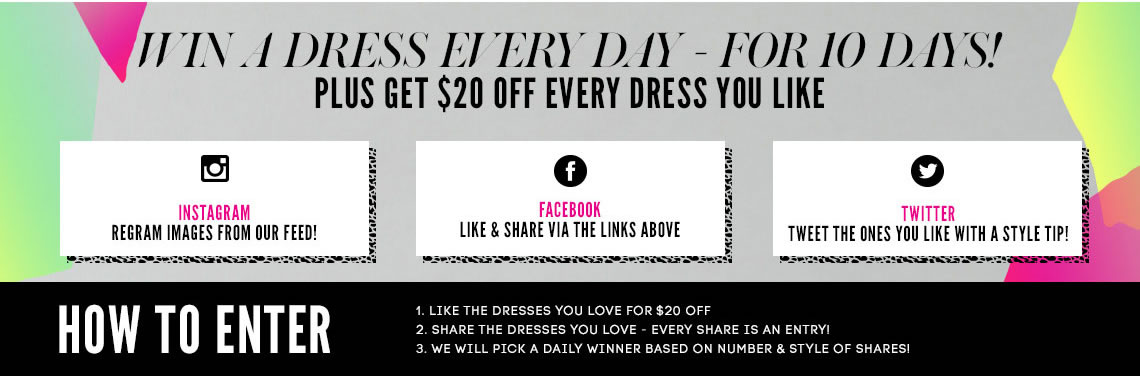 WIN A DRESS EVERY DAY - FOR 10 DAYS!
PLUS GET $20 OFF EVERY DRESS YOU LIKE
INSTAGRAM
REGRAM IMAGES FROM OUR FEED!
FACEBOOK
LIKE & SHARE VIA THE LINKS ABOVE
TWITTER
TWEET THE ONES YOU LIKE WITH A STYLE TIP!
HOW TO ENTER
1. LIKE THE DRESSES YOU LOVE FOR $20 OFF
2. SHARE THE DRESSES YOU LOVE - EVERY SHARE IS AN ENTRY!
3. WE WILL PICK A DAILY WINNER BASED ON NUMBER & STYLE OF SHARES!